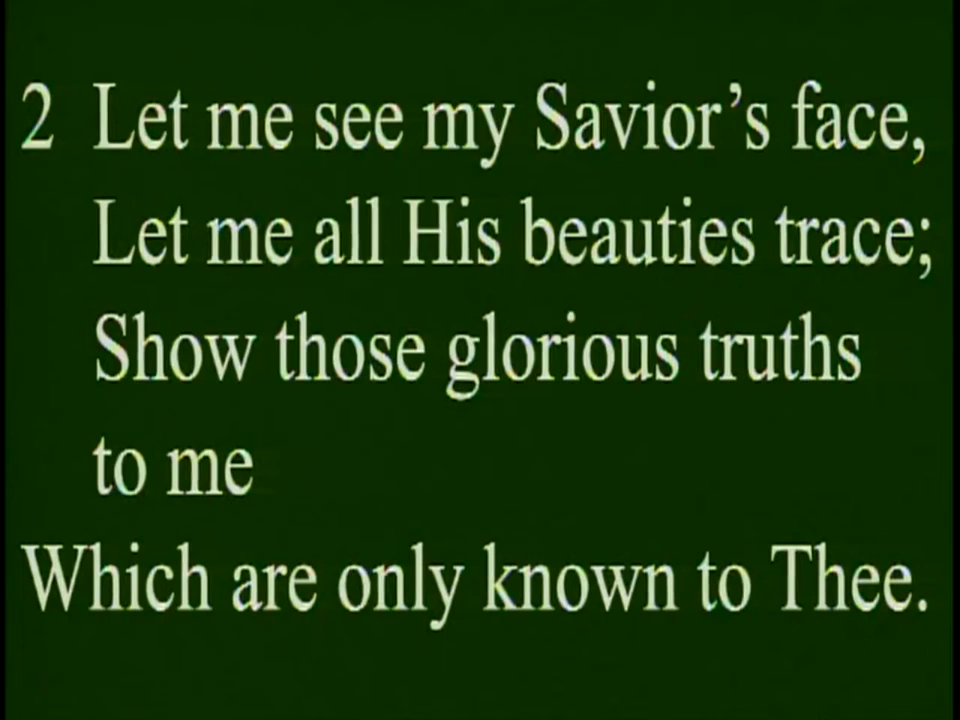 2 Let me see my Savior’s face,
Let me all His beauties trace;
Show those glorious truths
to me
Which are only known to Thee.